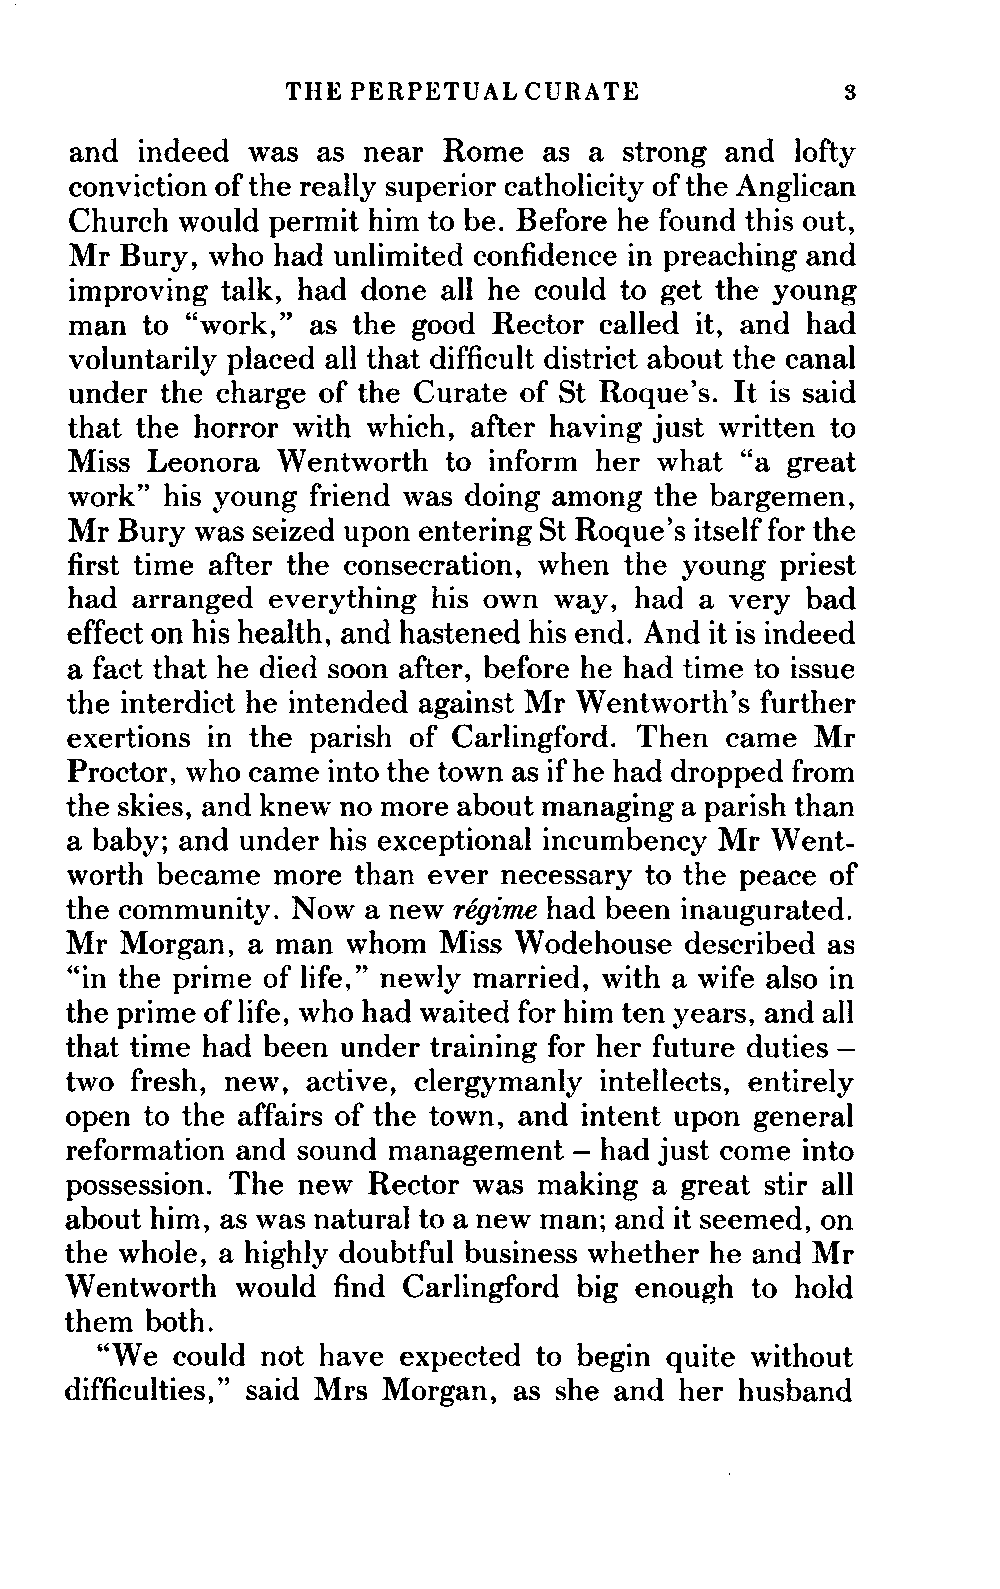 THE PERPETUAL CURATE 3
and indeed was as near Rome as a strong and lofty
conviction of the really superior catholicity of the Anglican
Church would permit him to be. Before he found this out,
Mr Bury, who had unlimited confidence in preaching and
improving talk, had done all he could to get the young
man to “work,” as the good Rector called it, and had
voluntarily placed all that difficult district about the canal
under the charge of the Curate of St Roque’s. It is said
that the horror with which, after having just written to
Miss Leonora Wentworth to inform her what “a great
work” his young friend was doing among the bargemen,
Mr Bury was seized upon entering St Roque’s itself for the
first time after the consecration, when the young priest
had arranged everything his own way, had a very bad
effect on his health, and hastened his end. And it is indeed
a fact that he died soon after, before he had time to issue
the interdict he intended against Mr Wentworth’s further
exertions in the parish of Carlingford. Then came Mr
Proctor, who came into the town as if he had dropped from
the skies, and knew no more about managing a parish than
a baby; and under his exceptional incumbency Mr Went-
worth became more than ever necessary to the peace of
the community. Now a new régime had been inaugurated.
Mr Morgan, a man whom Miss Wodehouse described as
“in the prime of life,” newly married, with a wife also in
the prime of life, who had waited for him ten years, and all
that time had been under training for her future duties –
two fresh, new, active, clergymanly intellects, entirely
open to the affairs of the town, and intent upon general
reformation and sound management – had just come into
possession. The new Rector was making a great stir all
about him, as was natural to a new man; and it seemed, on
the whole, a highly doubtful business whether he and Mr
Wentworth would find Carlingford big enough to hold
them both.
“We could not have expected to begin quite without
difficulties,” said Mrs Morgan, as she and her husband